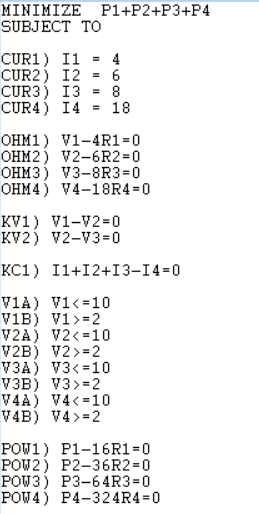 MINIMIZE P1+P2+P3+P4
SUBJECT TO
CUR1) I1 = 4
CUR2) I2 = 6
CUR3) I3 = 8
CUR4) I4 = 18
OHM1) V1-4R1=0
OHM2) V2-6R2=0
OHM3) V3-8R3=0
OHM4) V4-18R4=0
KV1) V1-V2=0
KV2) V2-V3=0
KC1) I1+I2+I3-I4=0
V1A) V1<=10
V1B) V1>=2
V2A) V2<=10
V2B) V2>=2
V3A) V3<=10
V3B) V3>=2
V4A) V4<=10
V4B) V4>=2
POW1) P1-16R1=0
POW2) P2-36R2=0
POW3) P3-64R3=0
POW4) P4-324R4=0